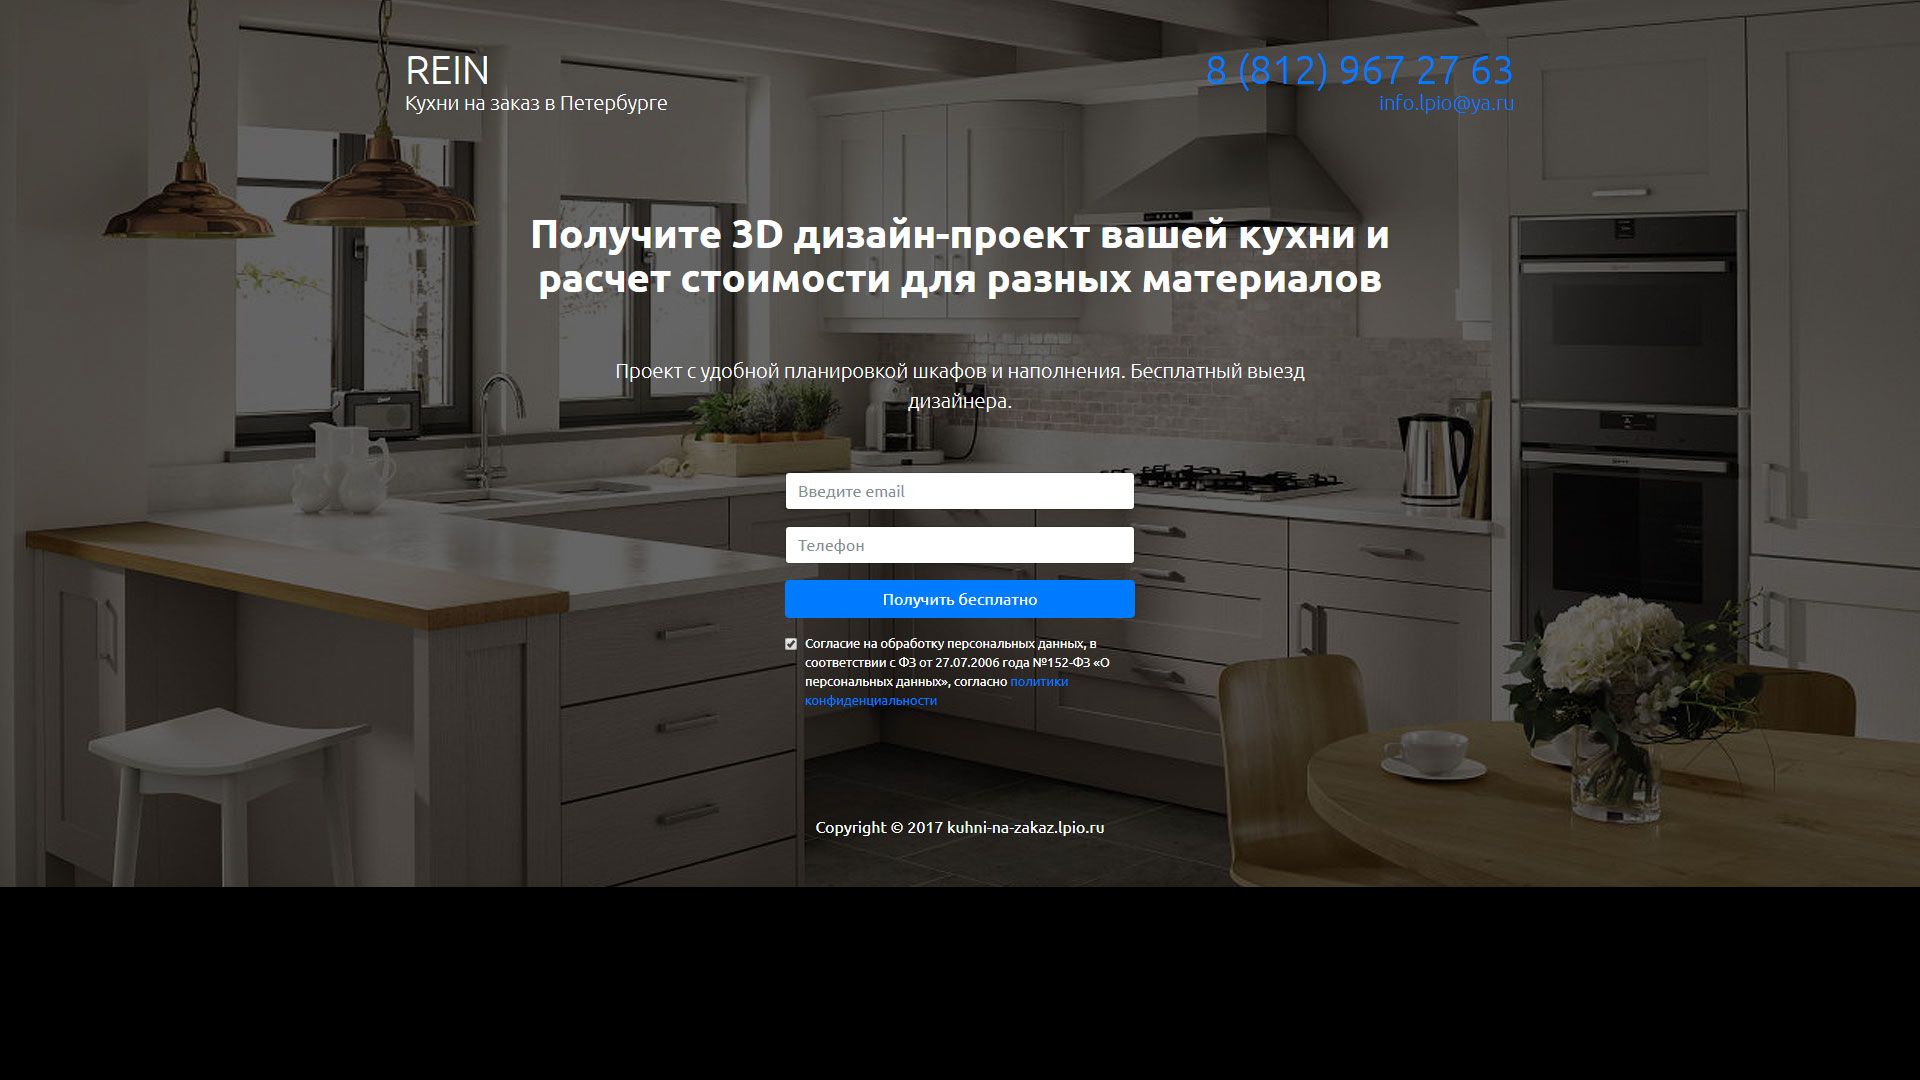 REIN
Кухни на заказ в Петербурге
8 (812) 967 27 63
info.lpio@ya.ru
Получите 3D дизайн-проект вашей кухни и
расчет стоимости для разных материалов
Проект с удобной планировкой шкафов и наполнения. Бесплатный выезд
дизайнера.
Введите email
Телефон
Получить бесплатно
Согласие на обработку персональных данных, в
соответствии с ФЗ от 27.07.2006 года №152-ФЗ «О
персональных данных», согласно политики
конфиденциальности
Copyright © 2017 kuhni-na-zakaz.lpio.ru